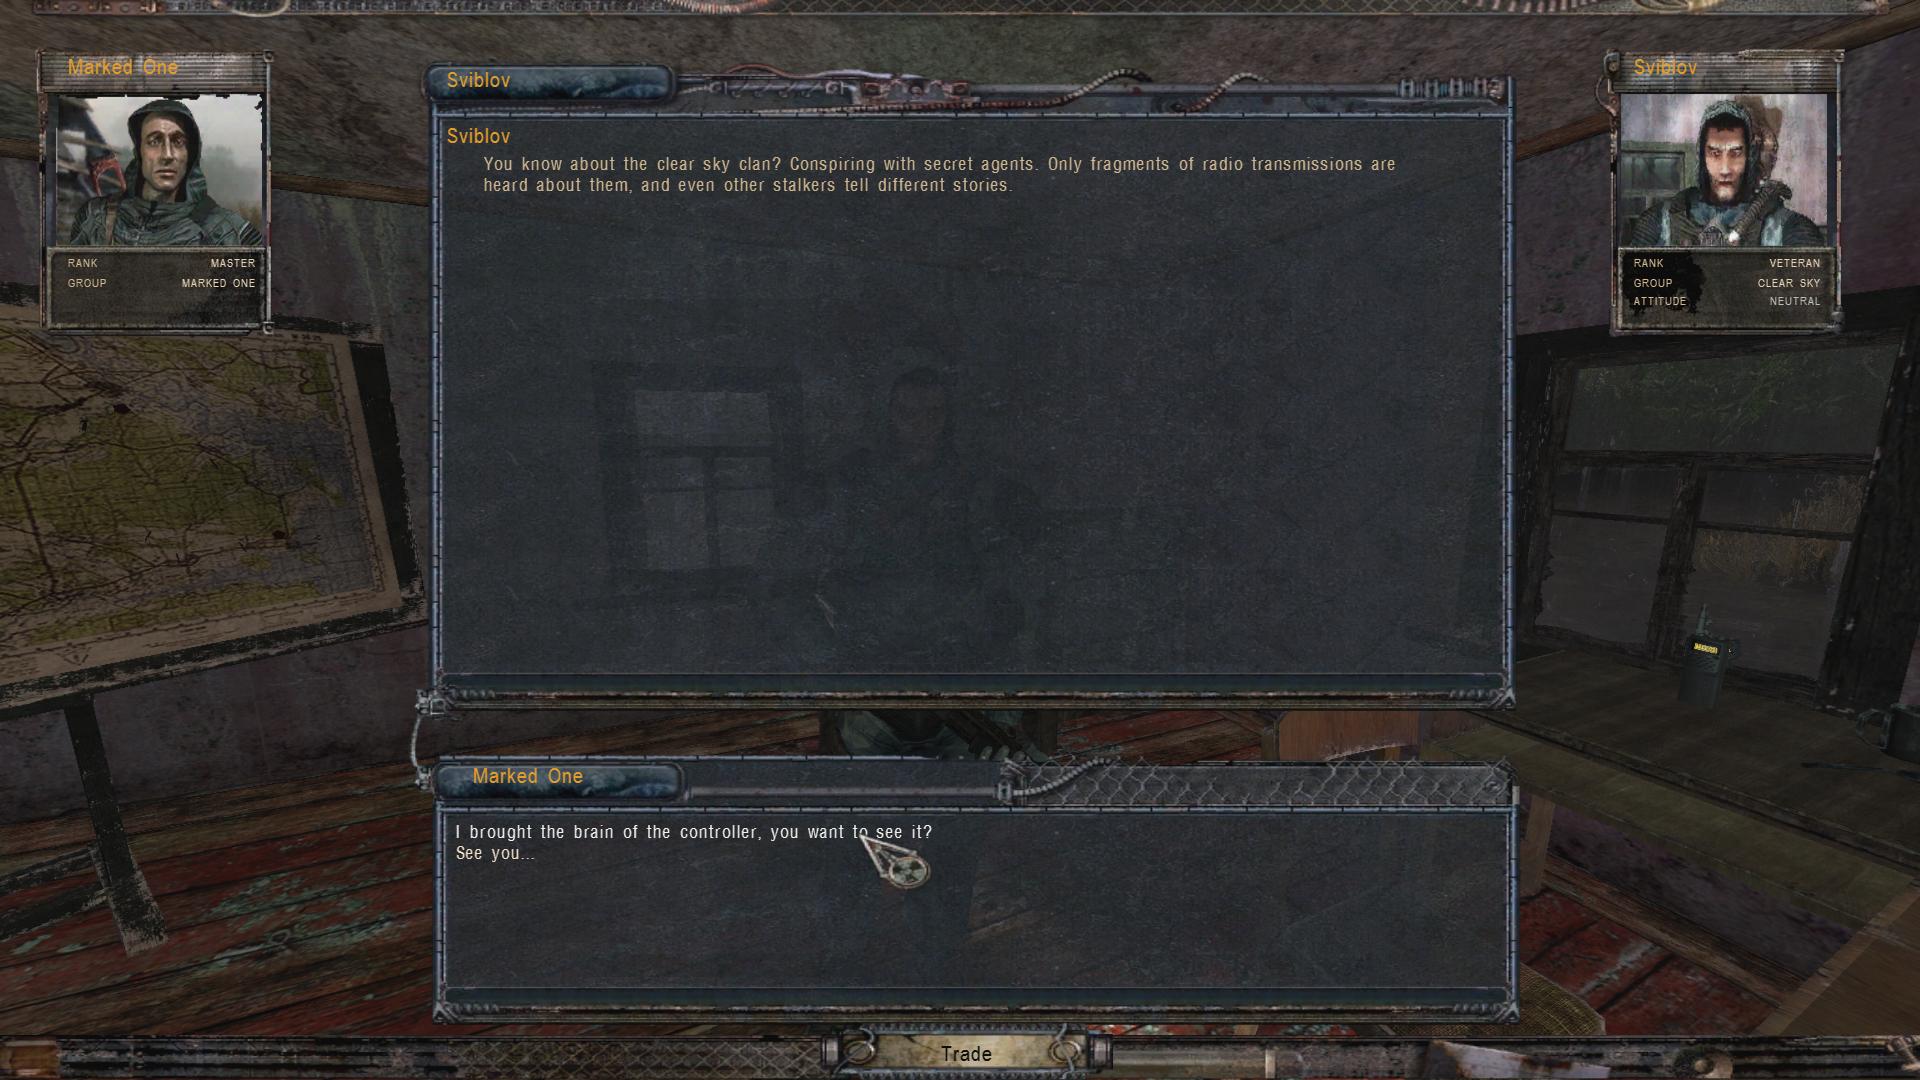 Marked One
Sviblov
Sviblov
Sviblov
You know about the clear sky clan? Conspiring with secret agents. Only fragments of radio transmissions are
heard about them, and even other stalkers tell different stories.
RANK MASTER
GROUP MARKED ONE
RANK VETERAN
GROUP CLEAR SKY
ATTITUDE NEUTRAL
Marked One
I brought the brain of the controller, you want to see it?
See you...
Trade